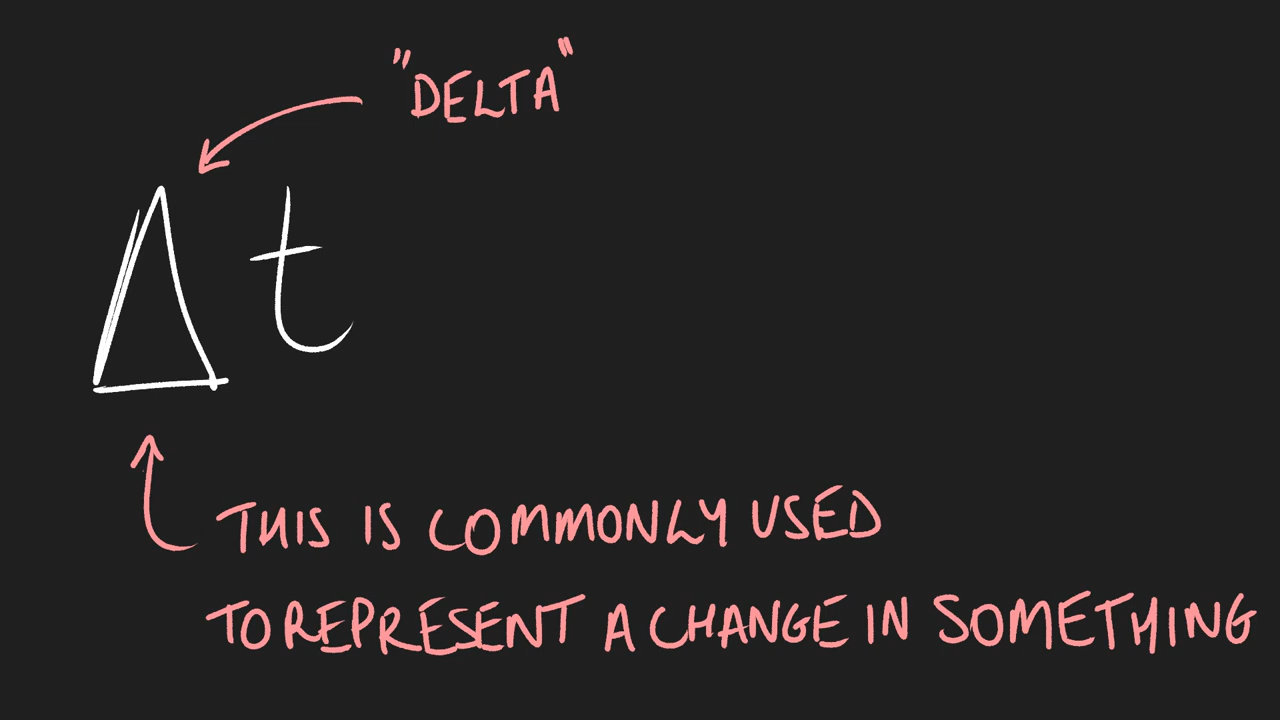 "DELTA"
Δt
THIS IS COMMONLY USED
TO REPRESENT A CHANGE IN SOMETHING